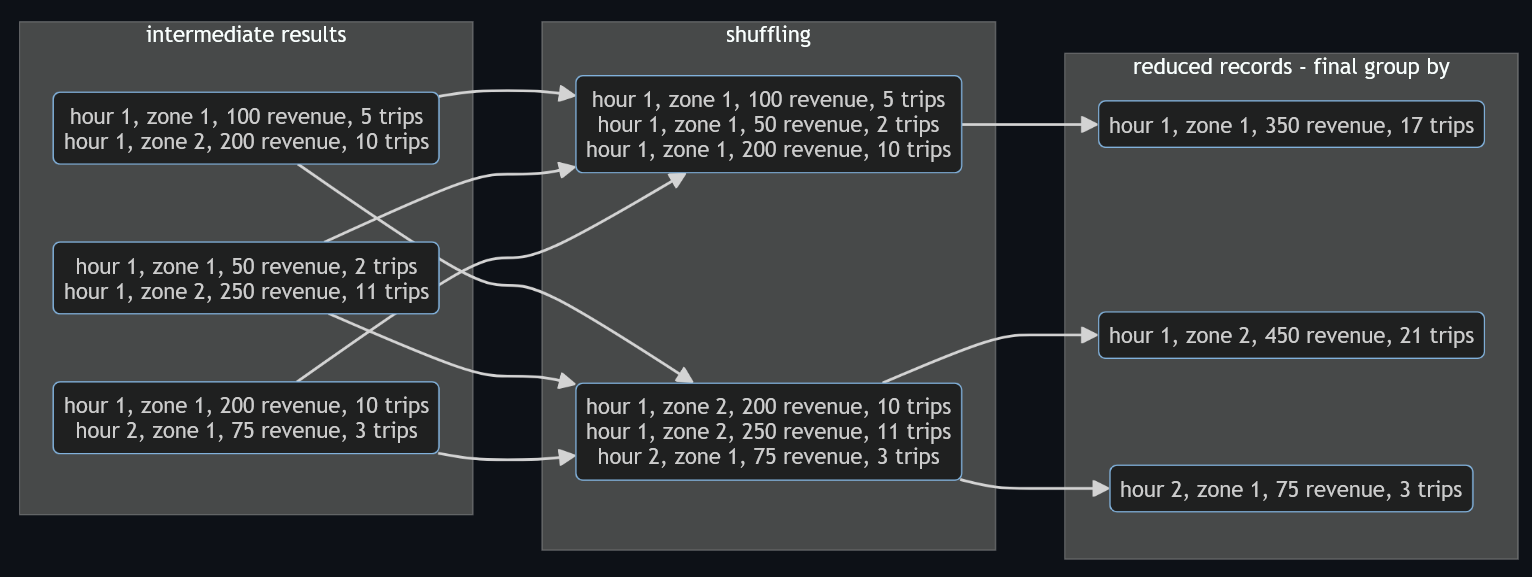 intermediate results
hour 1, zone 1, 100 revenue, 5 trips
hour 1, zone 2, 200 revenue, 10 trips
hour 1, zone 1, 50 revenue, 2 trips
hour 1, zone 2, 250 revenue, 11 trips
hour 1, zone 1, 200 revenue, 10 trips
hour 2, zone 1, 75 revenue, 3 trips
shuffling
hour 1, zone 1, 100 revenue, 5 trips
hour 1, zone 1, 50 revenue, 2 trips
hour 1, zone 1, 200 revenue, 10 trips
hour 1, zone 2, 200 revenue, 10 trips
hour 1, zone 2, 250 revenue, 11 trips
hour 2, zone 1, 75 revenue, 3 trips
reduced records - final group by
hour 1, zone 1, 350 revenue, 17 trips
hour 1, zone 2, 450 revenue, 21 trips
hour 2, zone 1, 75 revenue, 3 trips